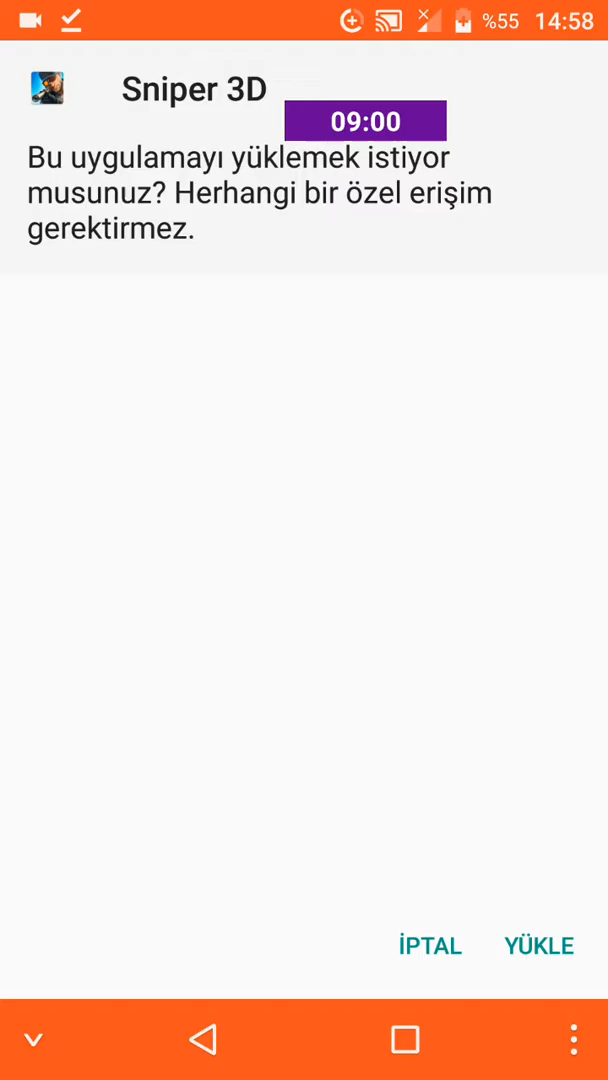 %55 14:58
Sniper 3D
09:00
Bu uygulamayı yüklemek istiyor
musunuz? Herhangi bir özel erişim
gerektirmez.
İPTAL YÜKLE